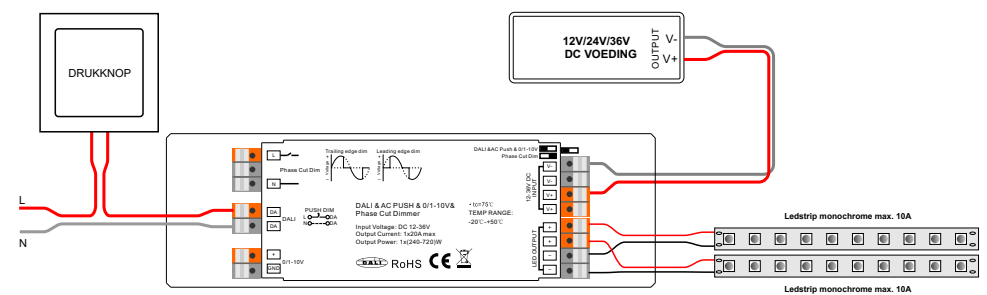 DRUKKNOP
12V/24V/36V
DC VOEDING
OUTPUT
V-
V+
L
N
L
Phase Cut Dim
N
Trailing edge dim
Leading edge dim
DALI &AC Push & 0/1-10V
Phase Cut Dim
DA
DA
DALI
PUSH DIM
L DA
N DA
+
GND
0/1-10V
DALI & AC PUSH & 0/1-10V&
Phase Cut Dimmer
Input Voltage: DC 12-36V
Output Current: 1x20A max
Output Power: 1x(240-720)W
DALI RoHS CE
• tc=75℃
TEMP RANGE:
-20℃-+50℃
12-36V DC
INPUT
V-
V-
V+
V+
LED OUTPUT
+
+
−
−
Ledstrip monochrome max. 10A
Ledstrip monochrome max. 10A